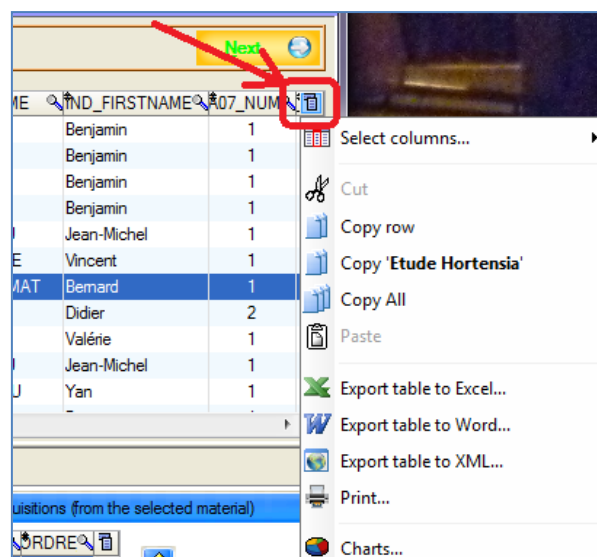 Next
ME IND_FIRSTNAME A07_NUM
Benjamin 1
Benjamin 1
Benjamin 1
Benjamin 1
Jean-Michel 1
E Vincent 1
MAT Bernard 1
Didier 2
Valérie 1
U Jean-Michel 1
U Yan 1
Select columns...
Cut
Copy row
Copy 'Etude Hortensia'
Copy All
Paste
Export table to Excel...
Export table to Word...
Export table to XML...
Print...
Charts...
uisitions (from the selected material)
ORDRE